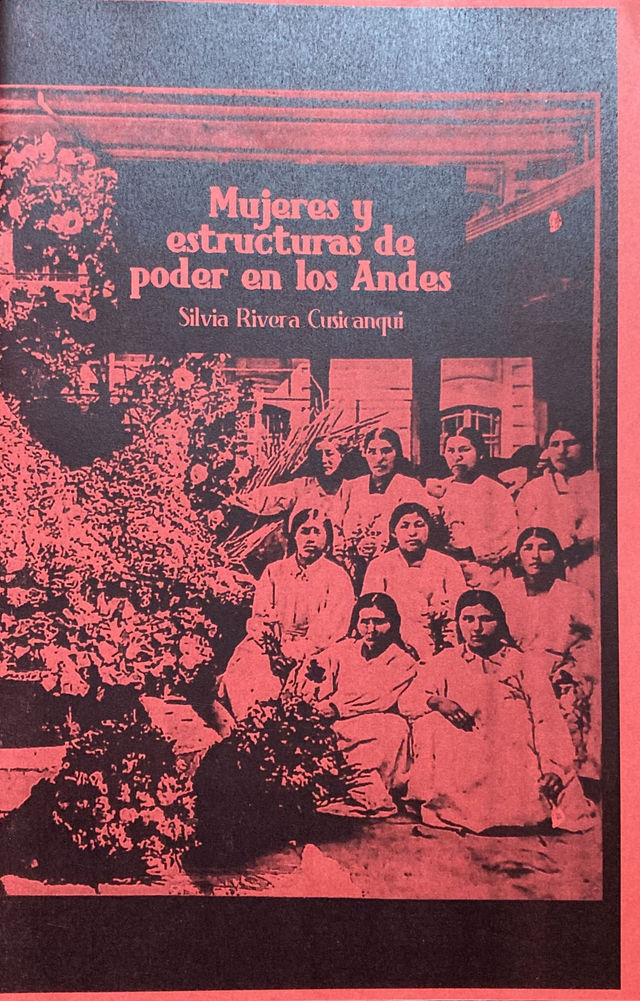 Mujeres y
estructuras de
poder en los Andes
Silvia Rivera Cusicanqui